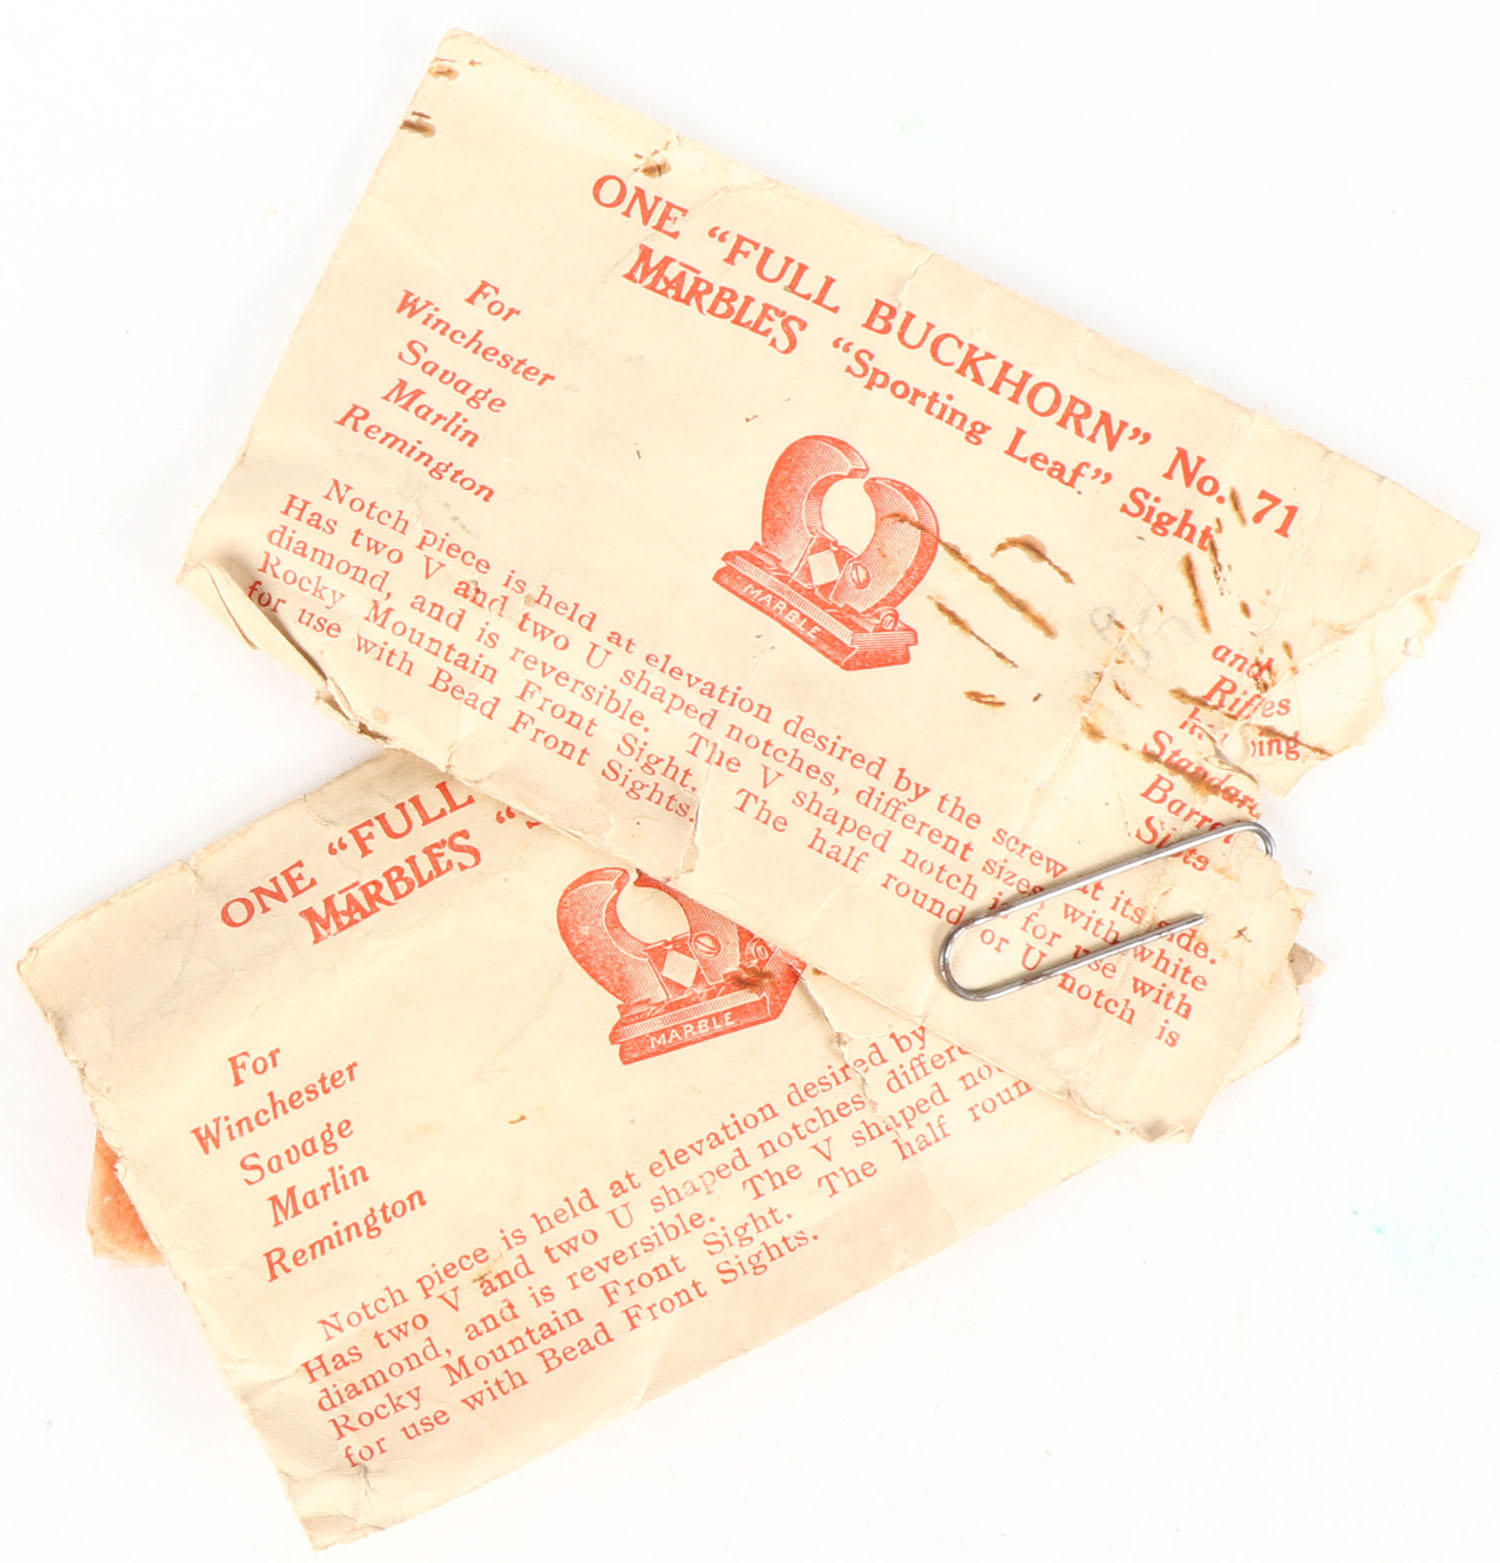 ONE "FULL BUCKHORN" No. 71
MARBLE'S "Sporting Leaf" Sight
For
Winchester
Savage
Marlin
Remington
MARBLE
and
Rifles
having
Standard
Barrel
Slots
Notch piece is held at elevation desired by the screw at its side.
Has two V and two U shaped notches, different sizes, with white
diamond, and is reversible. The V shaped notch is for use with
Rocky Mountain Front Sight. The half round or U notch is
for use with Bead Front Sights.
ONE "FULL
MARBLE'S "S
For
Winchester
Savage
Marlin
Remington
MARBLE
Notch piece is held at elevation desired by
Has two V and two U shaped notches, differe
diamond, and is reversible. The V shaped no
Rocky Mountain Front Sight. The half roun
for use with Bead Front Sights.